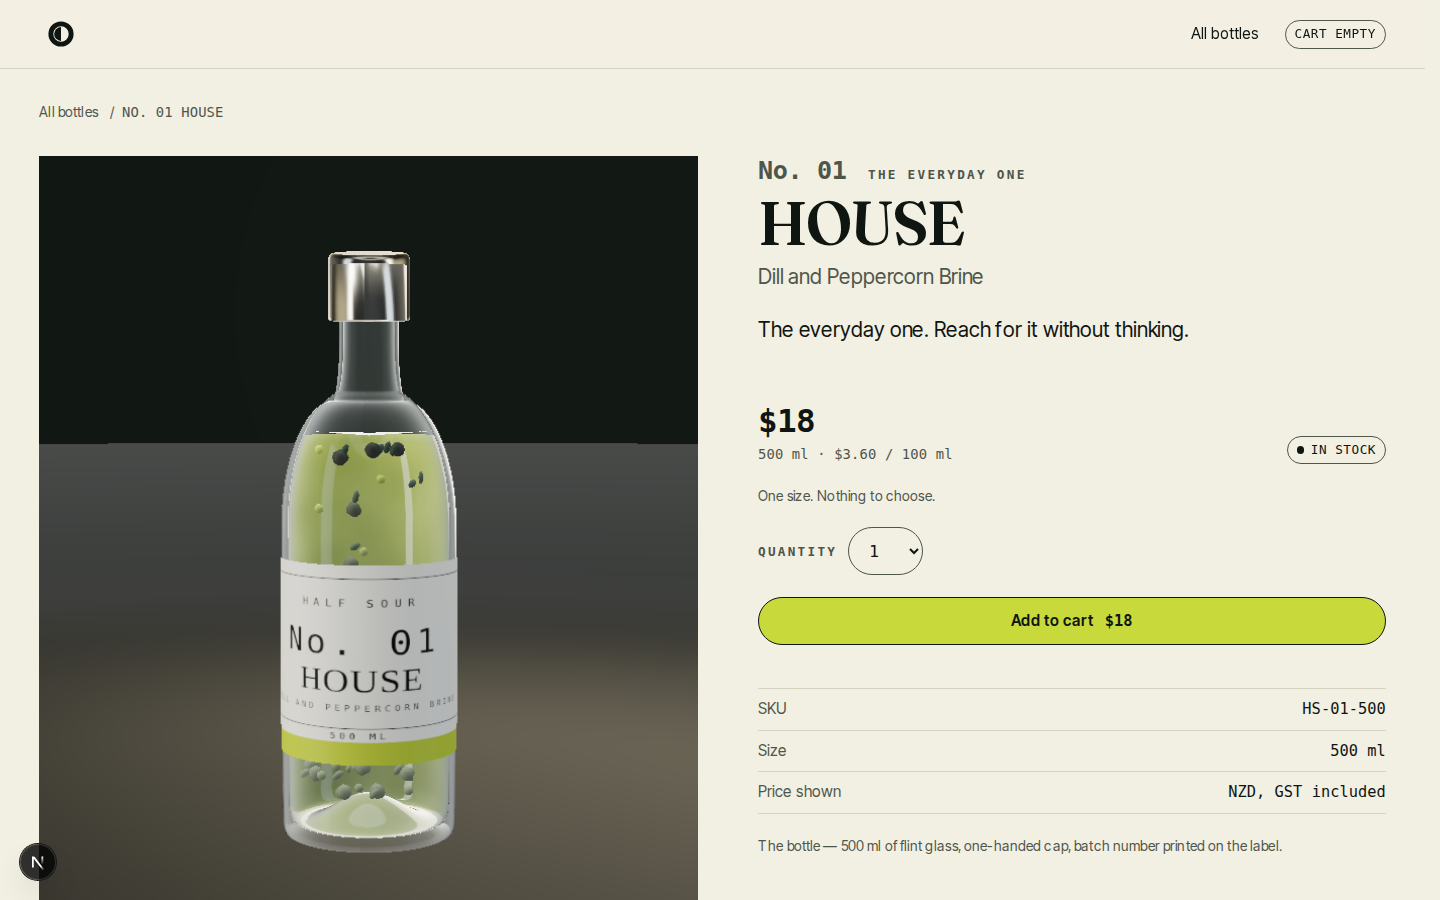 All bottles
CART EMPTY
All bottles / NO. 01 HOUSE
No. 01 THE EVERYDAY ONE
HOUSE
Dill and Peppercorn Brine
The everyday one. Reach for it without thinking.
$18
500 ml · $3.60 / 100 ml
IN STOCK
One size. Nothing to choose.
QUANTITY 1
Add to cart $18
SKU HS-01-500
Size 500 ml
Price shown NZD, GST included
The bottle — 500 ml of flint glass, one-handed cap, batch number printed on the label.
HALF SOUR
No. 01
HOUSE
AND PEPPERCORN
500 ML
N